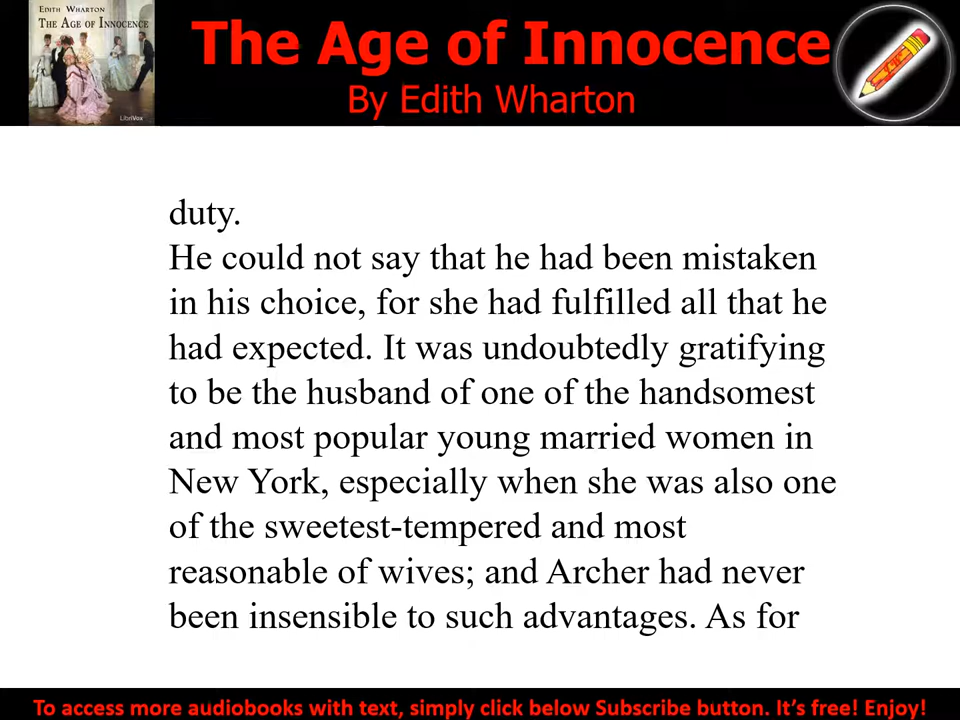 EDITH WHARTON
THE AGE OF INNOCENCE
LibriVox
The Age of Innocence
By Edith Wharton
duty.
He could not say that he had been mistaken
in his choice, for she had fulfilled all that he
had expected. It was undoubtedly gratifying
to be the husband of one of the handsomest
and most popular young married women in
New York, especially when she was also one
of the sweetest-tempered and most
reasonable of wives; and Archer had never
been insensible to such advantages. As for
To access more audiobooks with text, simply click below Subscribe button. It’s free! Enjoy!